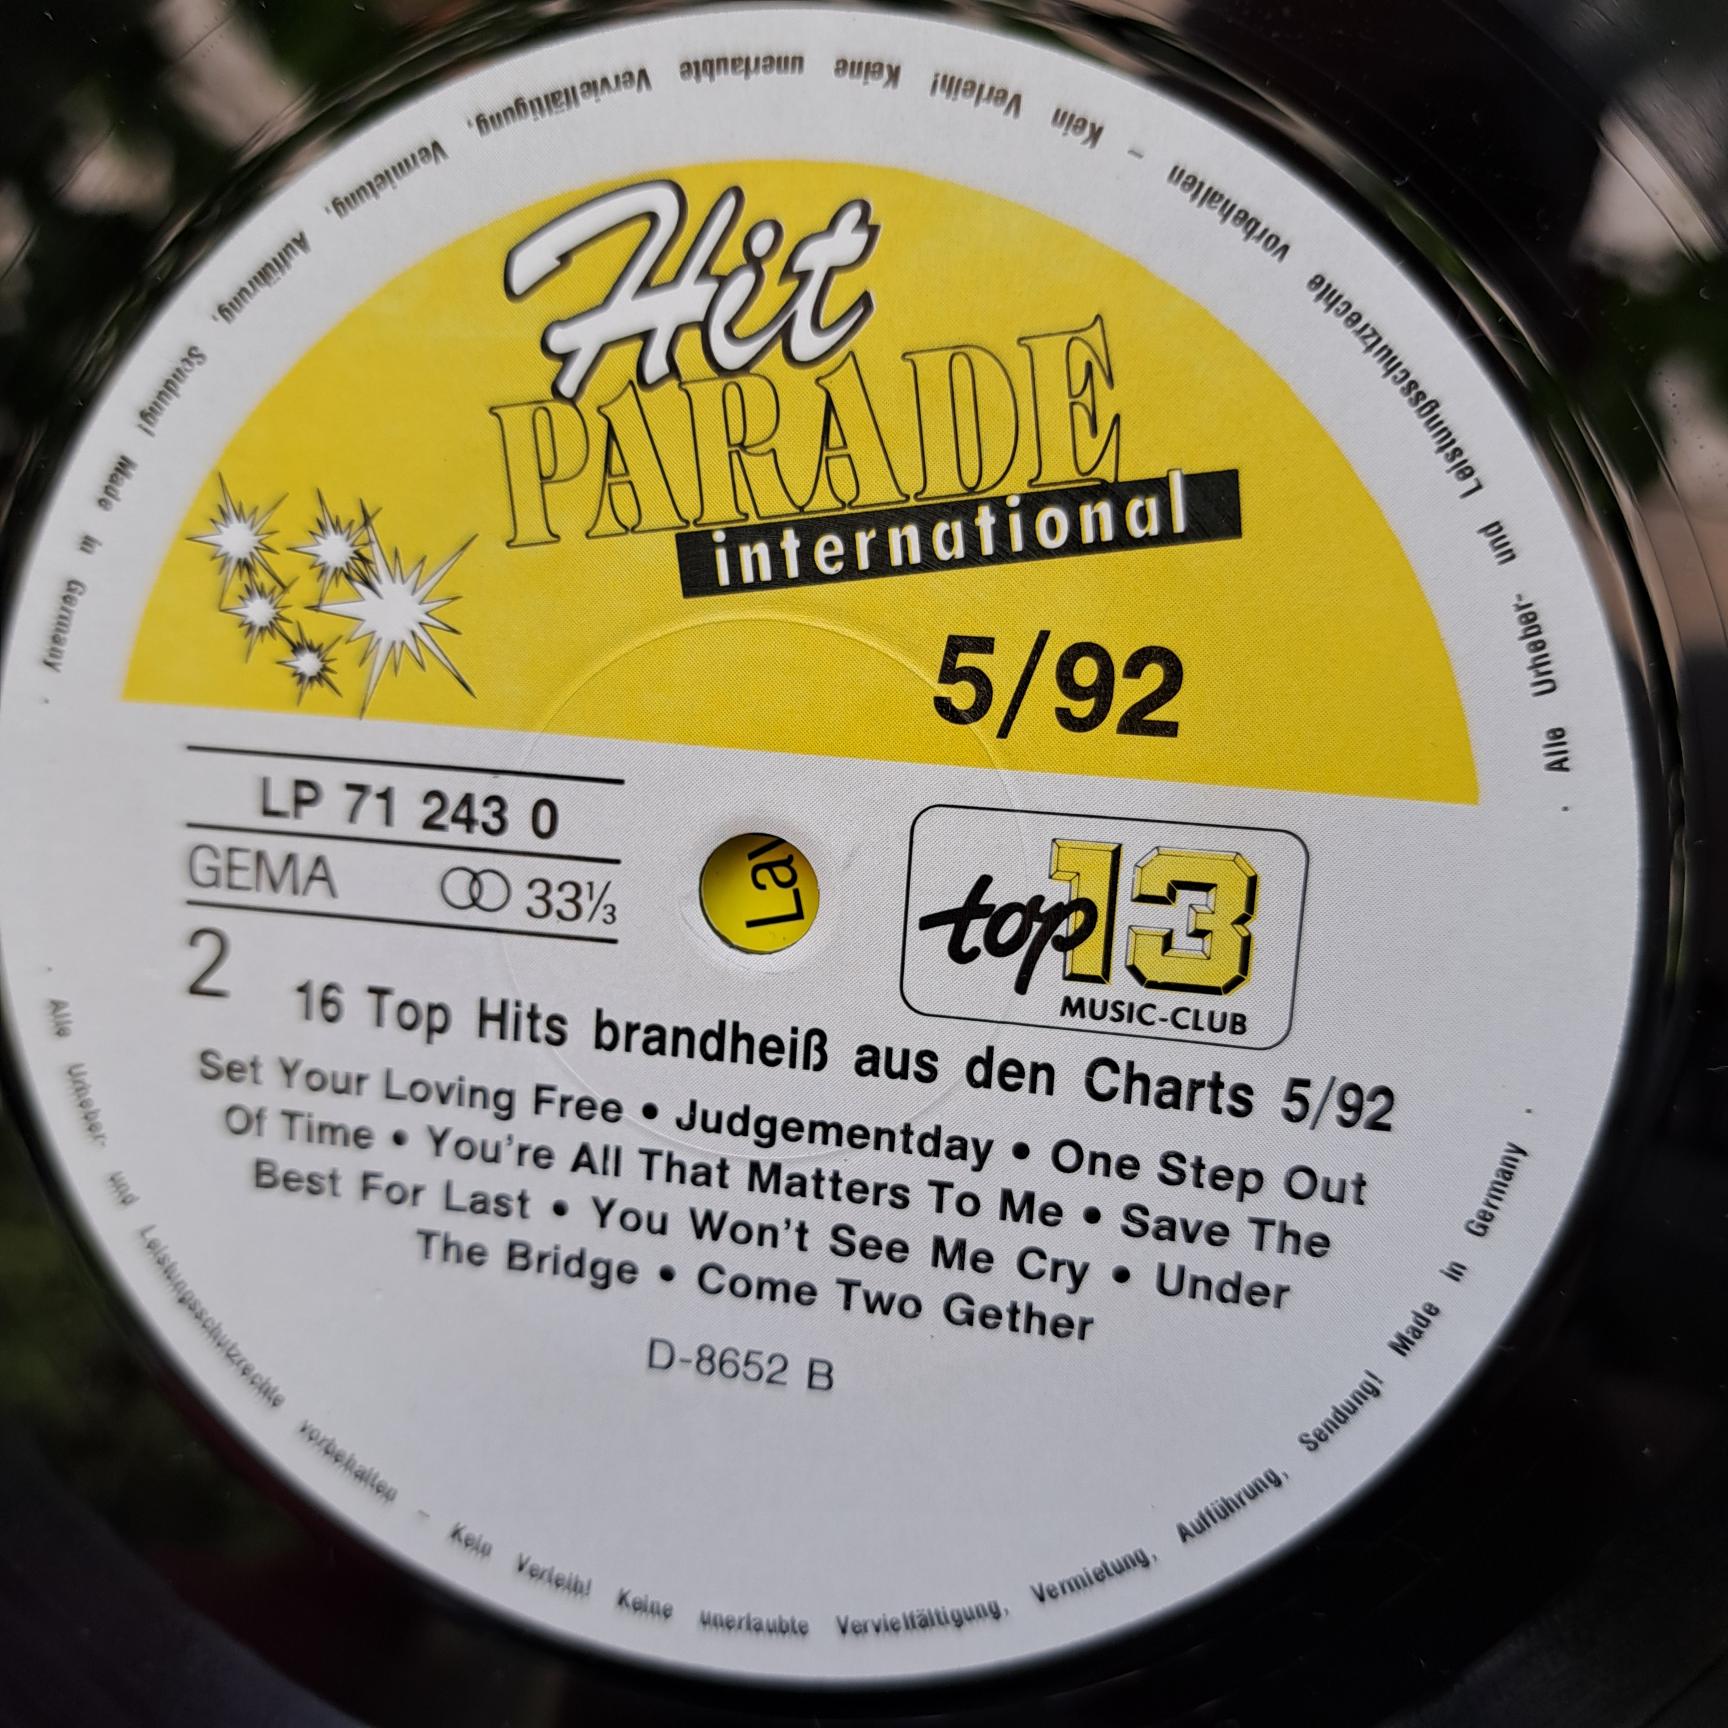 Alle Urheber- und Leistungsschutzrechte vorbehalten – Kein Verleih! Keine unerlaubte Vervielfältigung, Vermietung, Aufführung, Sendung! Made in Germany ·
Hit
PARADE
international
5/92
LP 71 243 0
GEMA 33⅓
2
Lav
top 13
MUSIC-CLUB
16 Top Hits brandheiß aus den Charts 5/92
Set Your Loving Free • Judgementday • One Step Out
Of Time • You're All That Matters To Me • Save The
Best For Last • You Won't See Me Cry • Under
The Bridge • Come Two Gether
D-8652 B
· Alle Urheber- und Leistungsschutzrechte vorbehalten – Kein Verleih! Keine unerlaubte Vervielfältigung, Vermietung, Aufführung, Sendung! Made in Germany ·